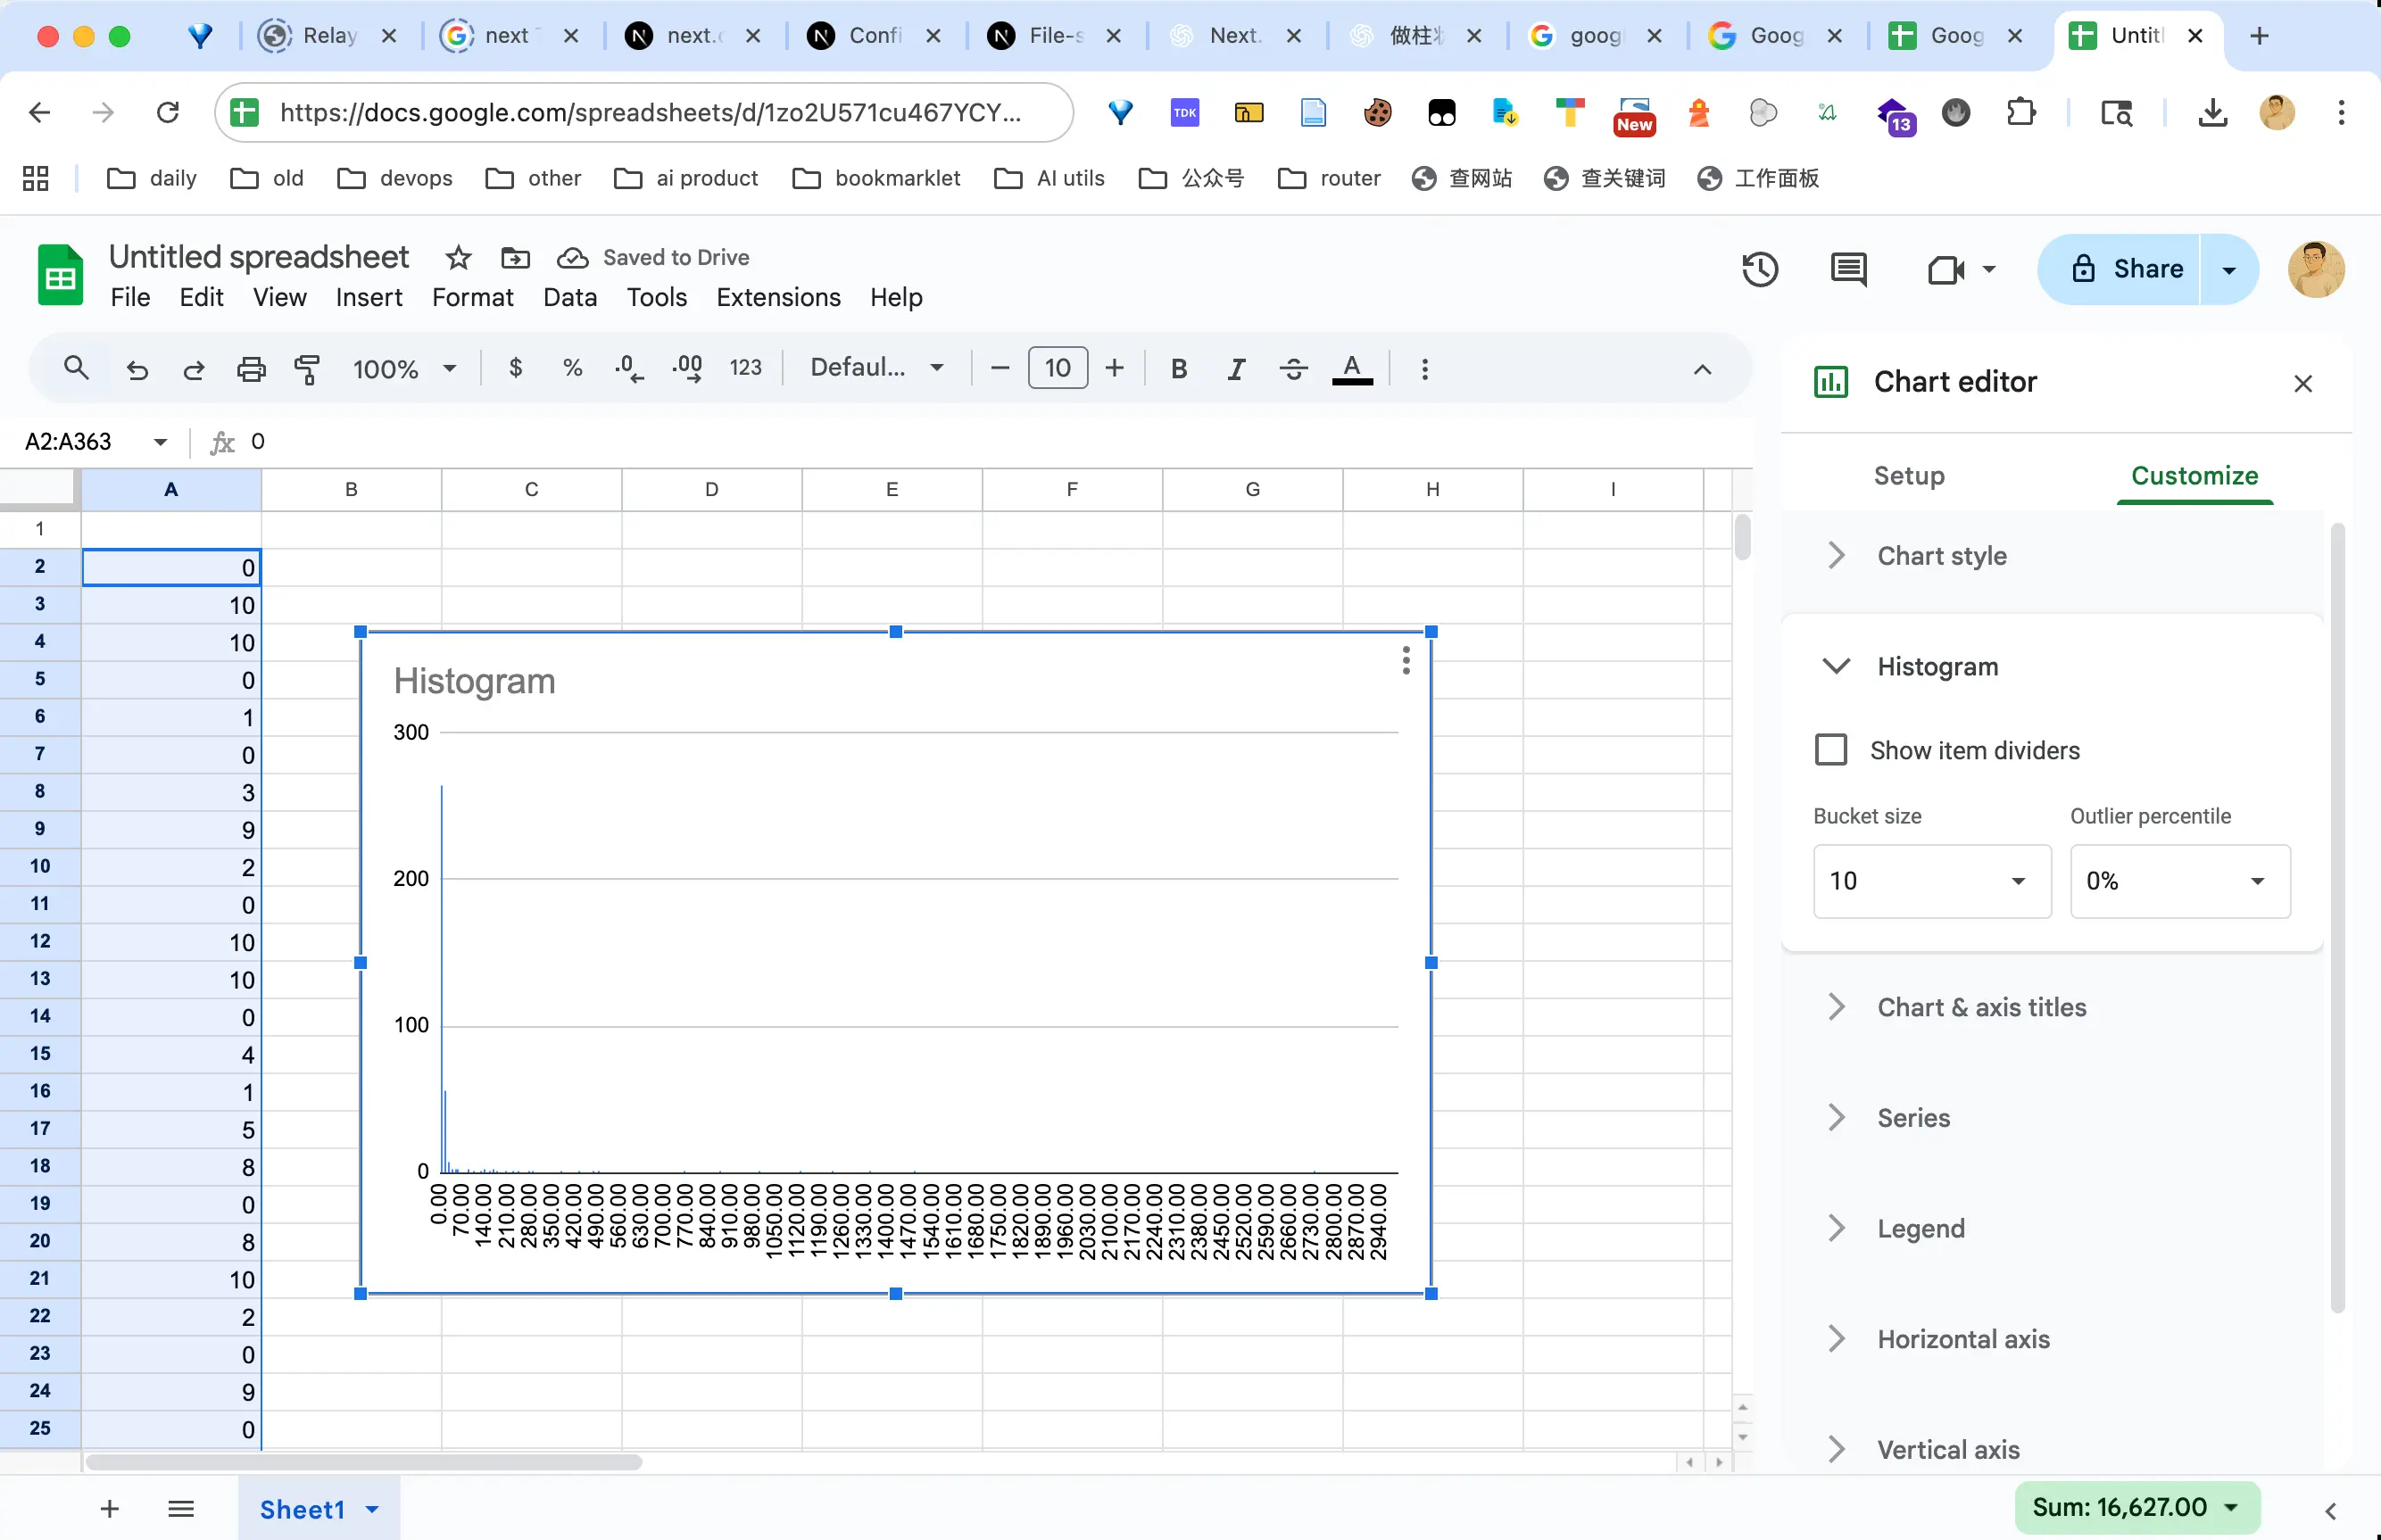 Relay
next
next.
Confi
File-s
Next.
做柱
goog
Goog
Goog
Untitl
https://docs.google.com/spreadsheets/d/1zo2U571cu467YCY...
TDK
New
13
daily
old
devops
other
ai product
bookmarklet
AI utils
公众号
router
查网站
查关键词
工作面板
Untitled spreadsheet
Saved to Drive
File Edit View Insert Format Data Tools Extensions Help
Share
100%
$ % .0 .00 123
Defaul...
10
B I A
Chart editor
A2:A363
fx 0
Setup
Customize
A B C D E F G H I
1
2 0
3 10
4 10
5 0
6 1
7 0
8 3
9 9
10 2
11 0
12 10
13 10
14 0
15 4
16 1
17 5
18 8
19 0
20 8
21 10
22 2
23 0
24 9
25 0
Histogram
300
200
100
0
0.00
70.00
140.00
210.00
280.00
350.00
420.00
490.00
560.00
630.00
700.00
770.00
840.00
910.00
980.00
1050.00
1120.00
1190.00
1260.00
1330.00
1400.00
1470.00
1540.00
1610.00
1680.00
1750.00
1820.00
1890.00
1960.00
2030.00
2100.00
2170.00
2240.00
2310.00
2380.00
2450.00
2520.00
2590.00
2660.00
2730.00
2800.00
2870.00
2940.00
Chart style
Histogram
Show item dividers
Bucket size
Outlier percentile
10
0%
Chart & axis titles
Series
Legend
Horizontal axis
Vertical axis
Sheet1
Sum: 16,627.00